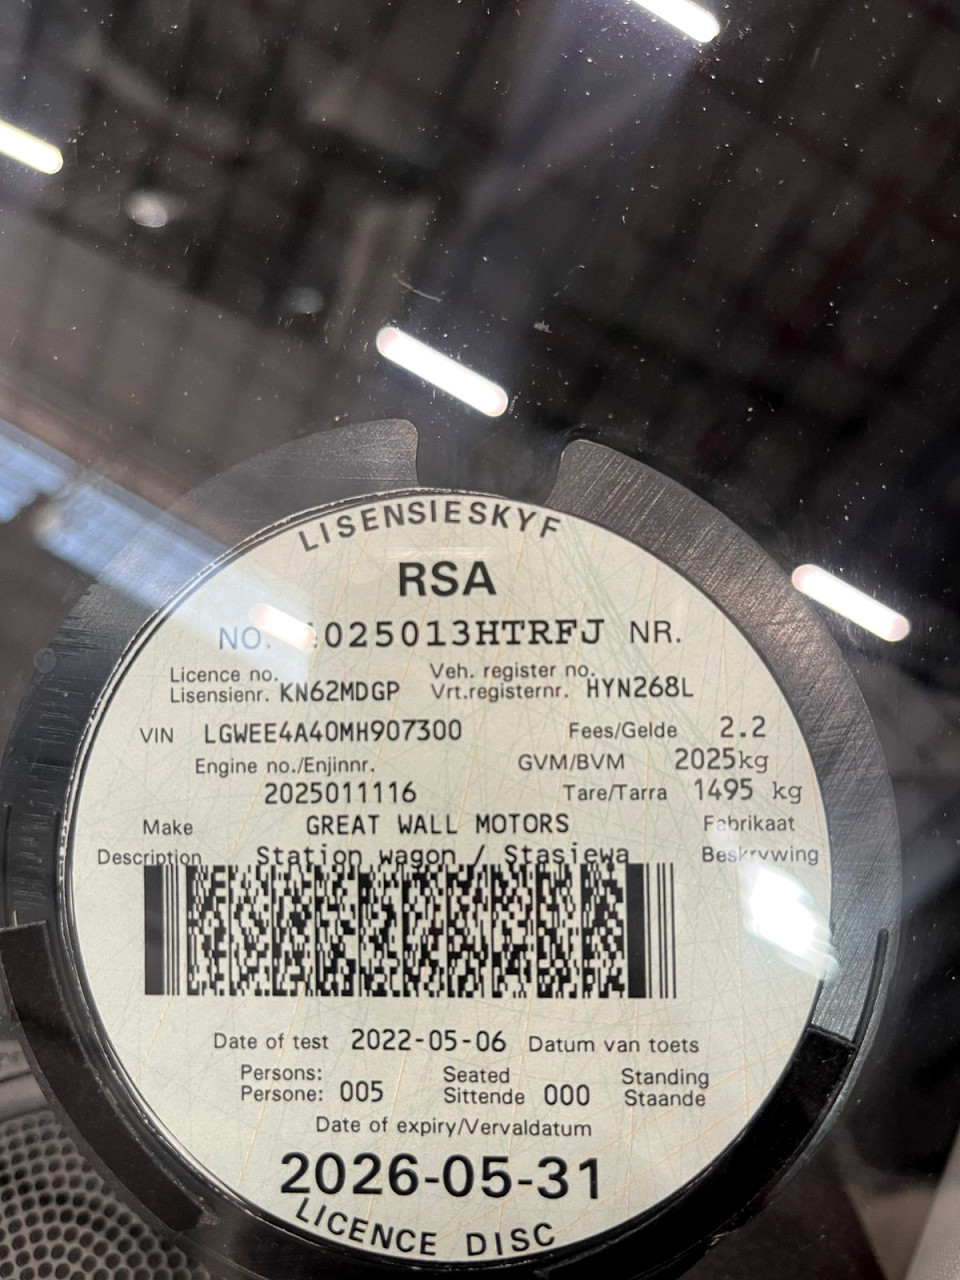 LISENSIESKYF
RSA
NO. 1025013HTRFJ NR.
Licence no. Veh. register no.
Lisensienr. KN62MDGP Vrt.registernr. HYN268L
VIN LGWEE4A40MH907300 Fees/Gelde 2.2
Engine no./Enjinnr. GVM/BVM 2025kg
2025011116 Tare/Tarra 1495 kg
Make GREAT WALL MOTORS Fabrikaat
Description Station wagon / Stasiewa Beskrywing
Date of test 2022-05-06 Datum van toets
Persons: Seated Standing
Persone: 005 Sittende 000 Staande
Date of expiry/Vervaldatum
2026-05-31
LICENCE DISC